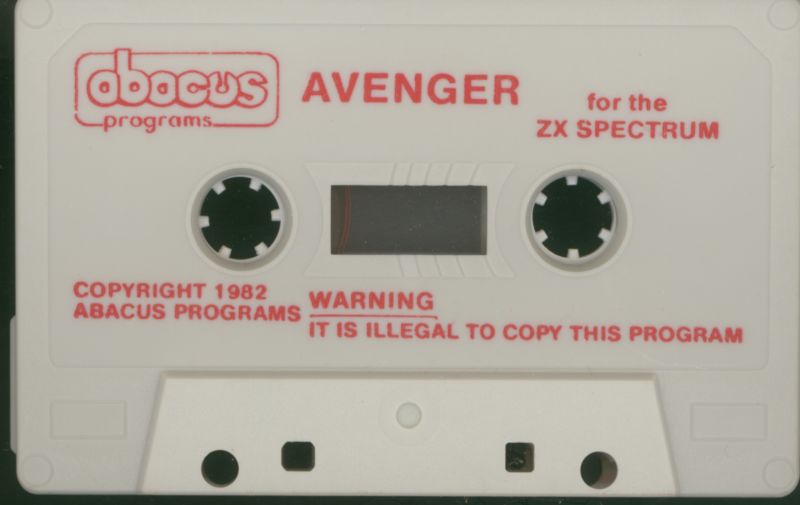 abacus
programs
AVENGER
for the
ZX SPECTRUM
COPYRIGHT 1982
ABACUS PROGRAMS
WARNING
IT IS ILLEGAL TO COPY THIS PROGRAM